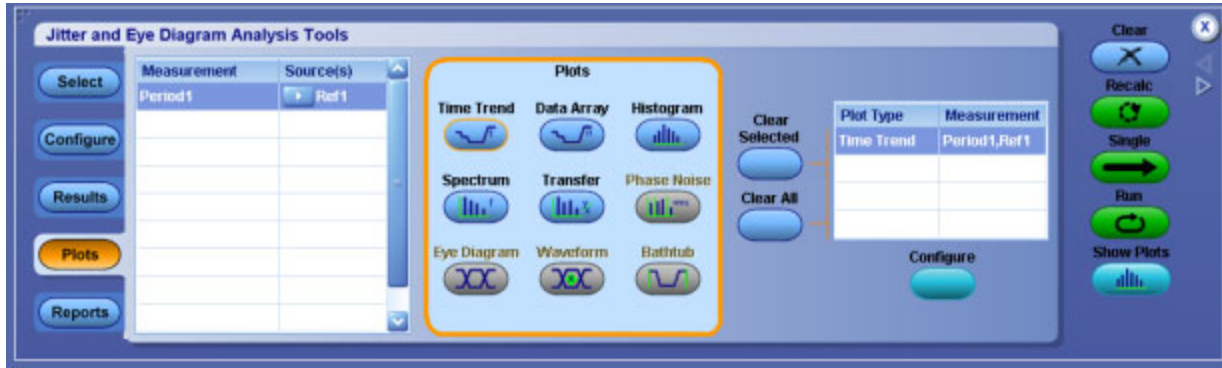 Jitter and Eye Diagram Analysis Tools
Select
Configure
Results
Plots
Reports
Measurement Source(s)
Period1 Ref1
Plots
Time Trend Data Array Histogram
Spectrum Transfer Phase Noise
Eye Diagram Waveform Bathtub
Clear
Selected
Clear All
Plot Type Measurement
Time Trend Period1,Ref1
Configure
Clear
X
Recalc
Single
Run
Show Plots